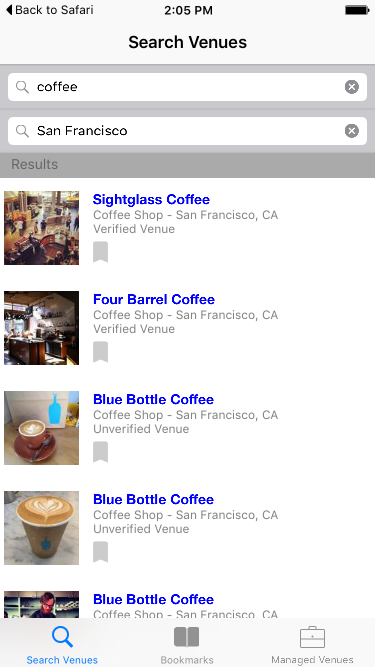 Back to Safari
2:05 PM
Search Venues
coffee
San Francisco
Results
Sightglass Coffee
Coffee Shop - San Francisco, CA
Verified Venue
Four Barrel Coffee
Coffee Shop - San Francisco, CA
Verified Venue
Blue Bottle Coffee
Coffee Shop - San Francisco, CA
Unverified Venue
Blue Bottle Coffee
Coffee Shop - San Francisco, CA
Unverified Venue
Blue Bottle Coffee
Coffee Shop - San Francisco, CA
Search Venues
Bookmarks
Managed Venues